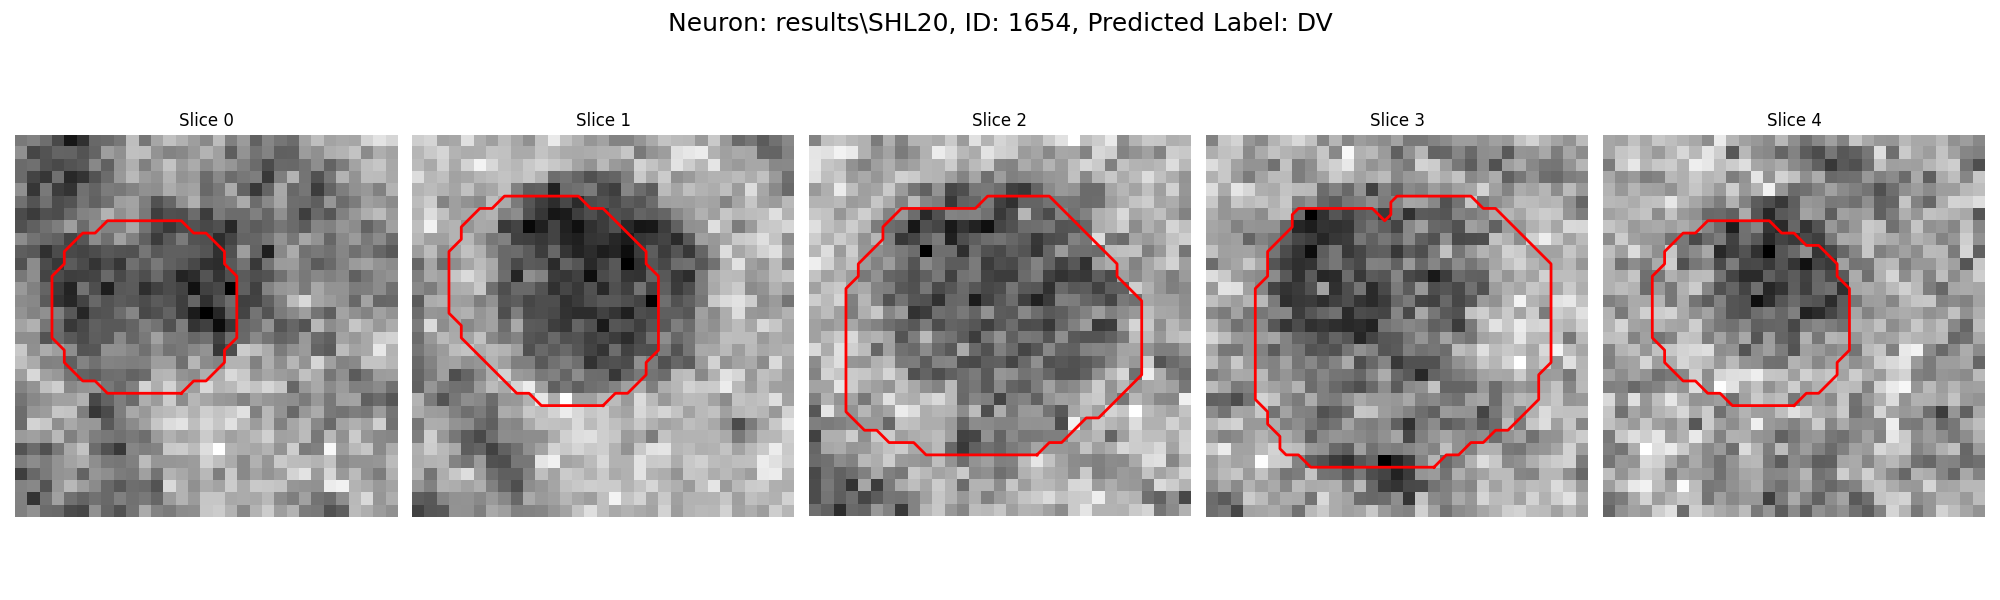 Neuron: results\SHL20, ID: 1654, Predicted Label: DV
Slice 0
Slice 1
Slice 2
Slice 3
Slice 4